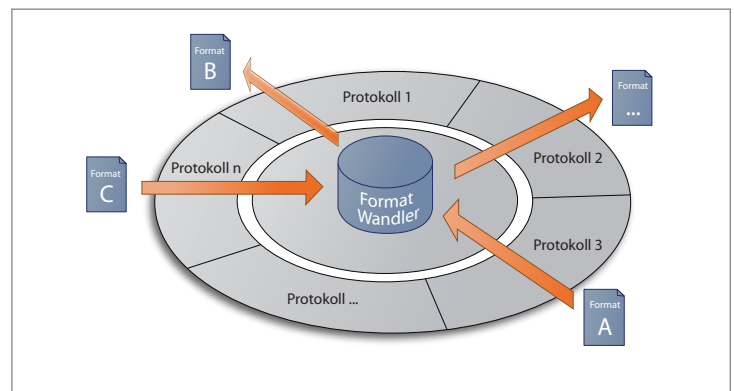 Format
B
Protokoll 1
Format
...
Format
C
Protokoll n
Protokoll 2
Format
Wandler
Protokoll 3
Protokoll ...
Format
A